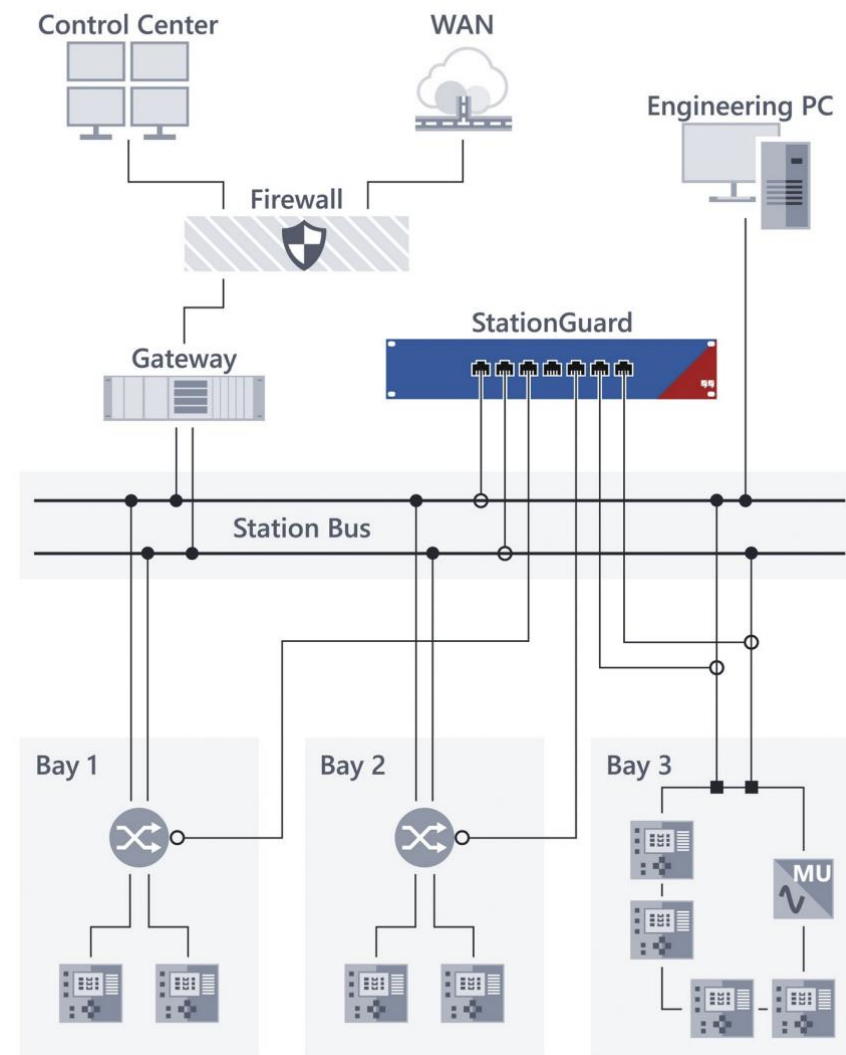 Control Center
WAN
Engineering PC
Firewall
StationGuard
Gateway
Station Bus
Bay 1
Bay 2
Bay 3
MU